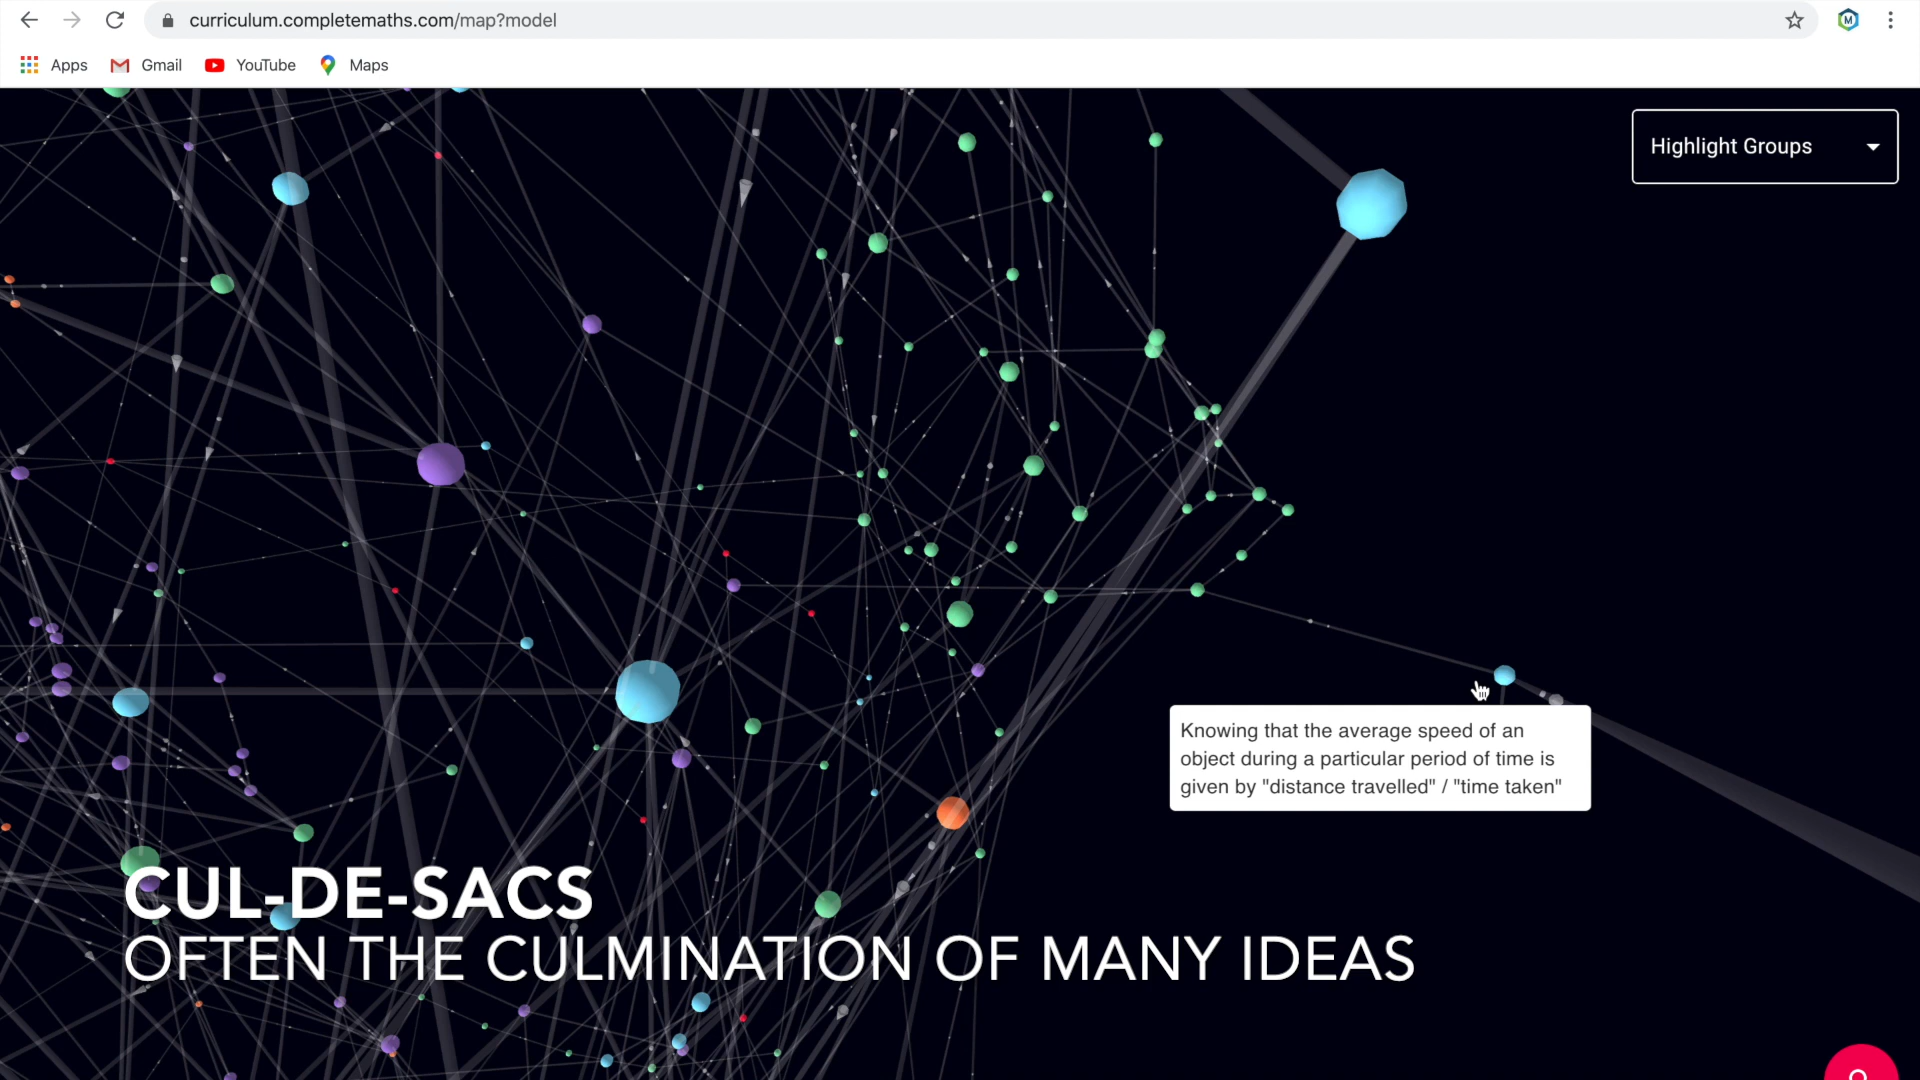 curriculum.completemaths.com/map?model
M
Apps
Gmail
YouTube
Maps
Highlight Groups
Knowing that the average speed of an
object during a particular period of time is
given by "distance travelled" / "time taken"
CUL-DE-SACS
OFTEN THE CULMINATION OF MANY IDEAS